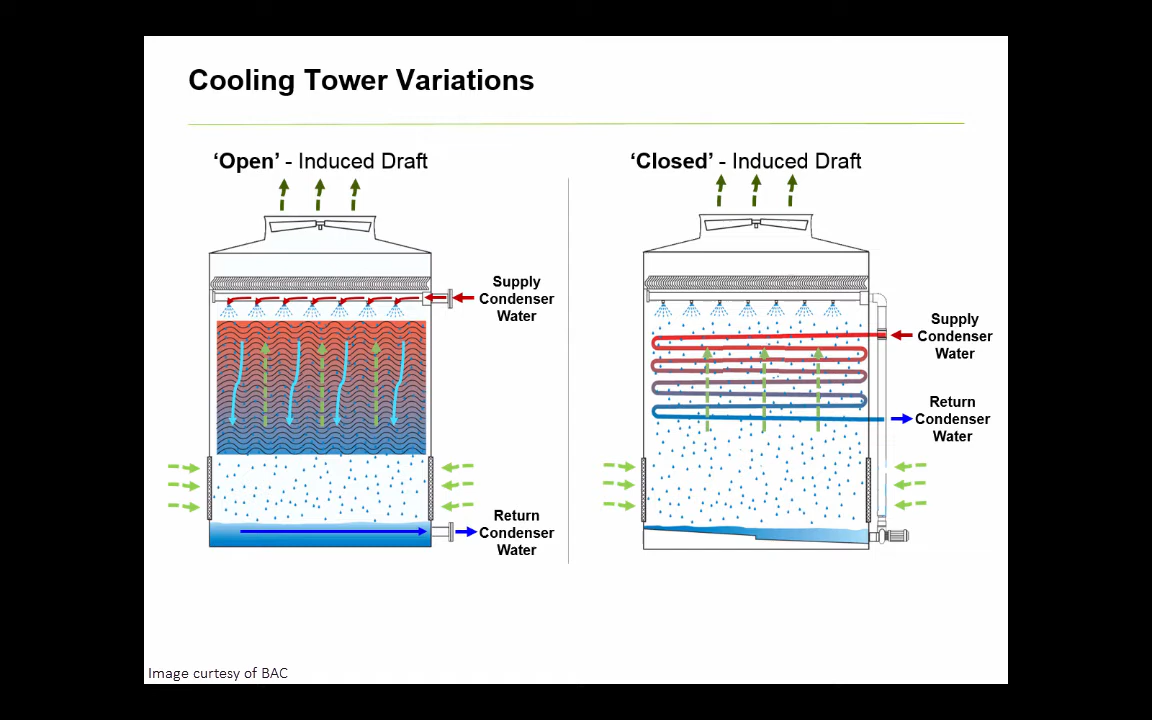 Cooling Tower Variations
‘Open’ - Induced Draft
Supply
Condenser
Water
Return
Condenser
Water
‘Closed’ - Induced Draft
Supply
Condenser
Water
Return
Condenser
Water
Image curtesy of BAC